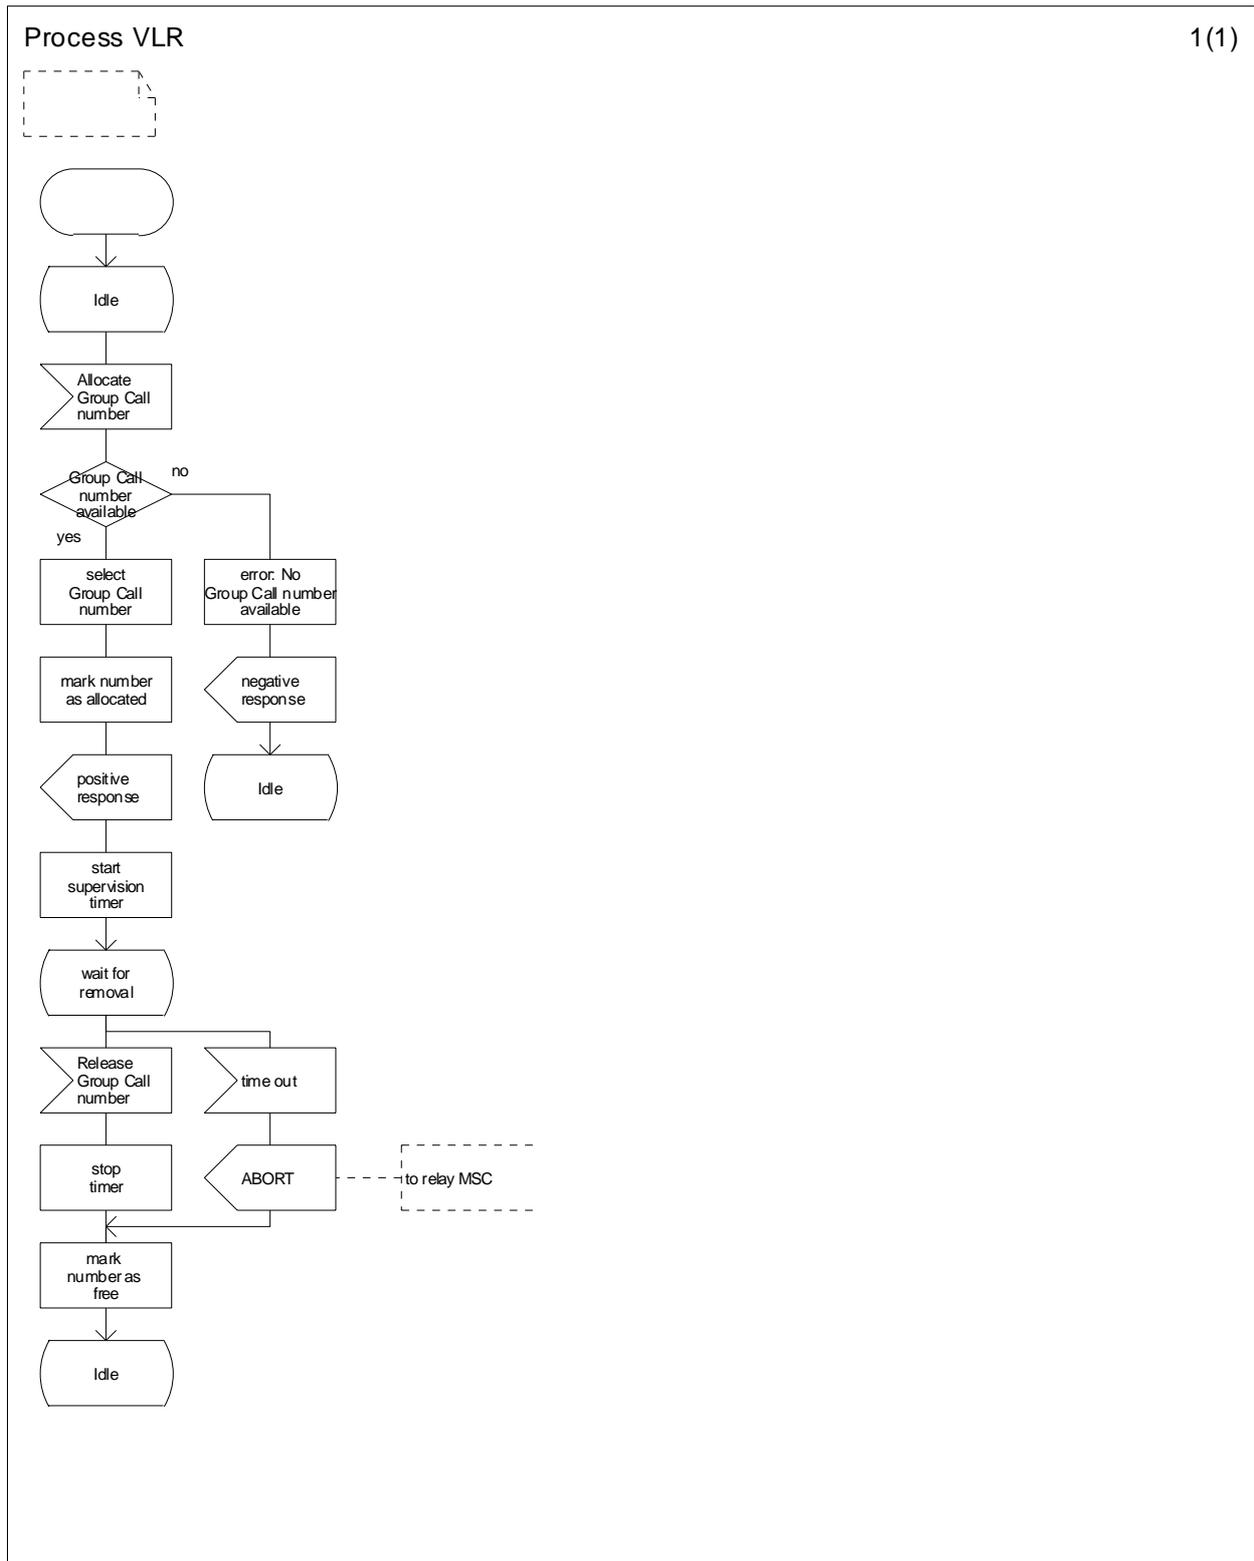 Process VLR
1(1)
Idle
Allocate
Group Call
number
Group Call
number
available
no
yes
select
Group Call
number
error: No
Group Call number
available
mark number
as allocated
negative
response
positive
response
Idle
start
supervision
timer
wait for
removal
Release
Group Call
number
time out
stop
timer
ABORT
to relay MSC
mark
number as
free
Idle